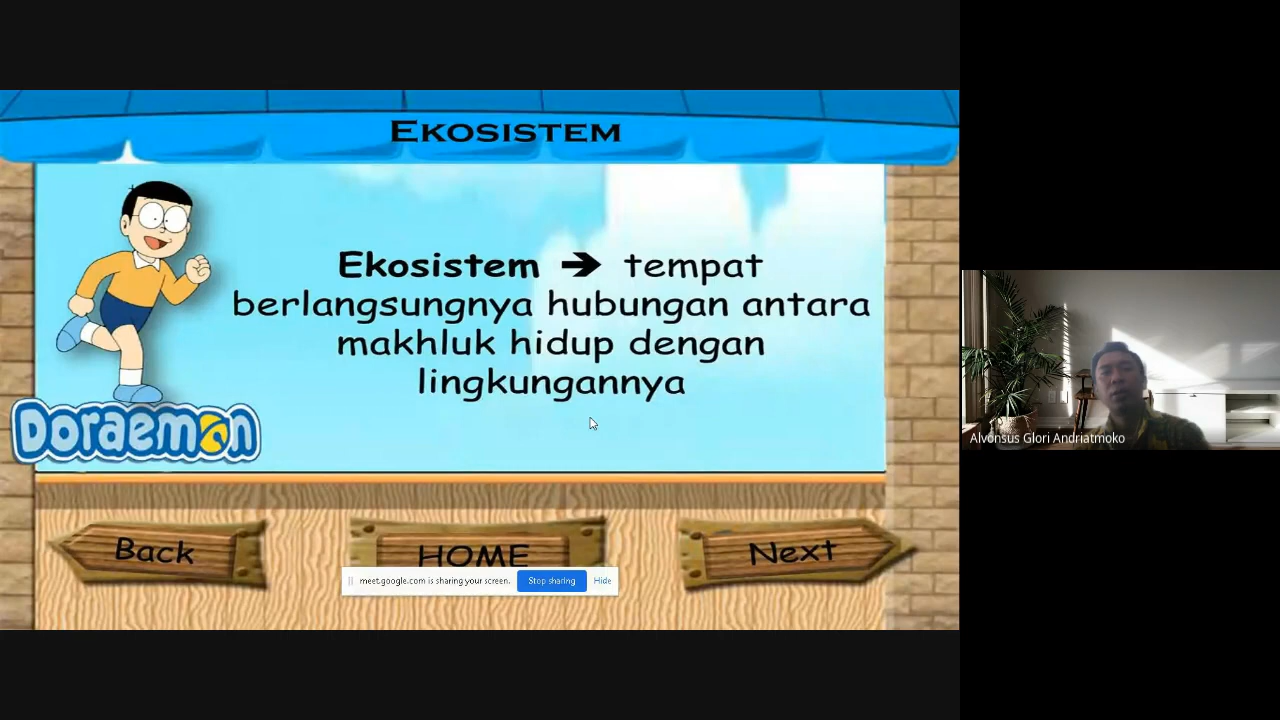 EKOSISTEM
Ekosistem ➔ tempat
berlangsungnya hubungan antara
makhluk hidup dengan
lingkungannya
Doraemon
Back
HOME
Next
meet.google.com is sharing your screen.
Stop sharing
Hide
Alvonsus Glori Andriatmoko